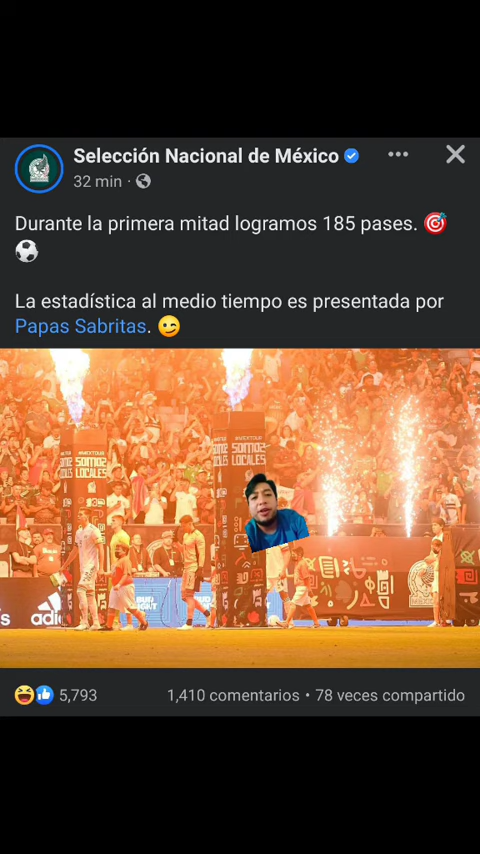 Selección Nacional de México
32 min ·
Durante la primera mitad logramos 185 pases. 🎯
⚽
La estadística al medio tiempo es presentada por
Papas Sabritas. 😉
SOMOS
LOCALES
#MEXTOUR
SOMOS
LOCALES
adidas
5,793
1,410 comentarios • 78 veces compartido